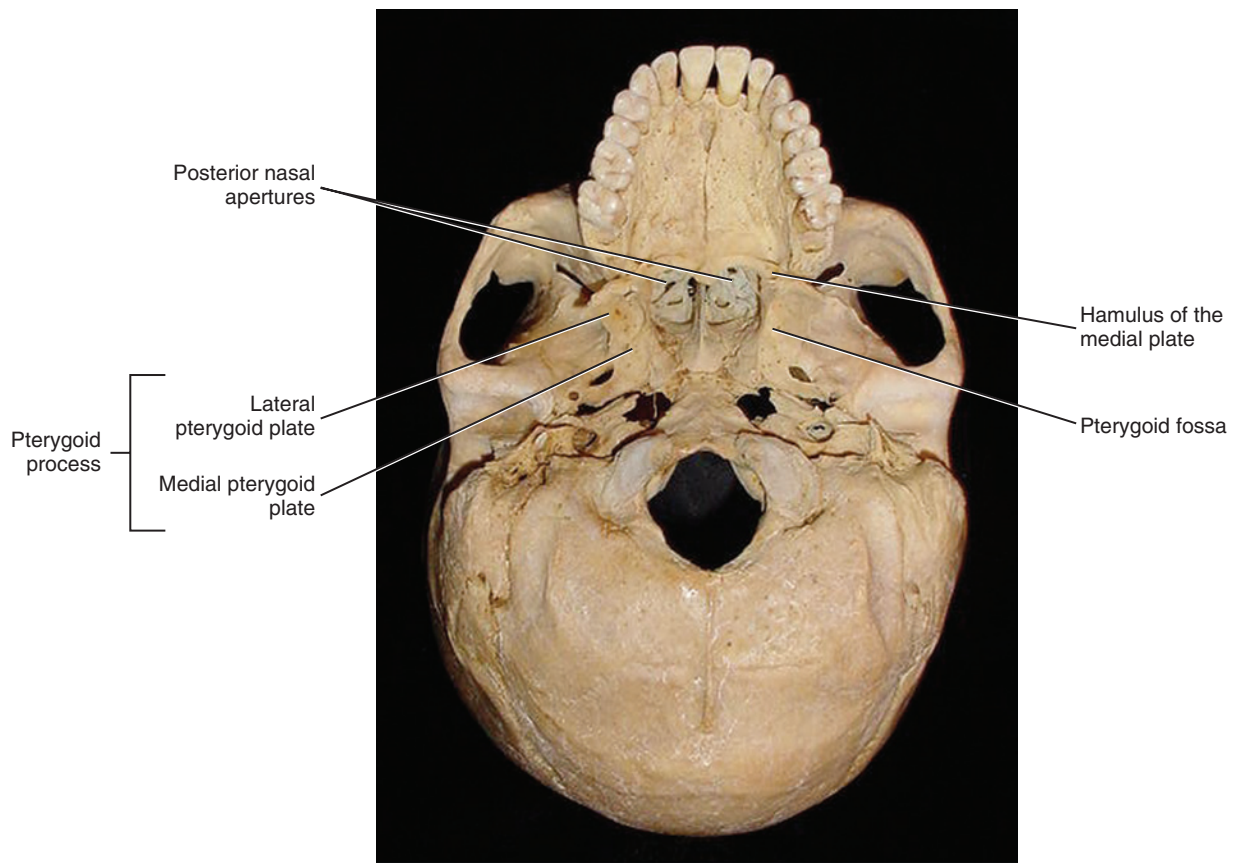 Posterior nasal
apertures
Hamulus of the
medial plate
Lateral
pterygoid plate
Pterygoid
process
Medial pterygoid
plate
Pterygoid fossa